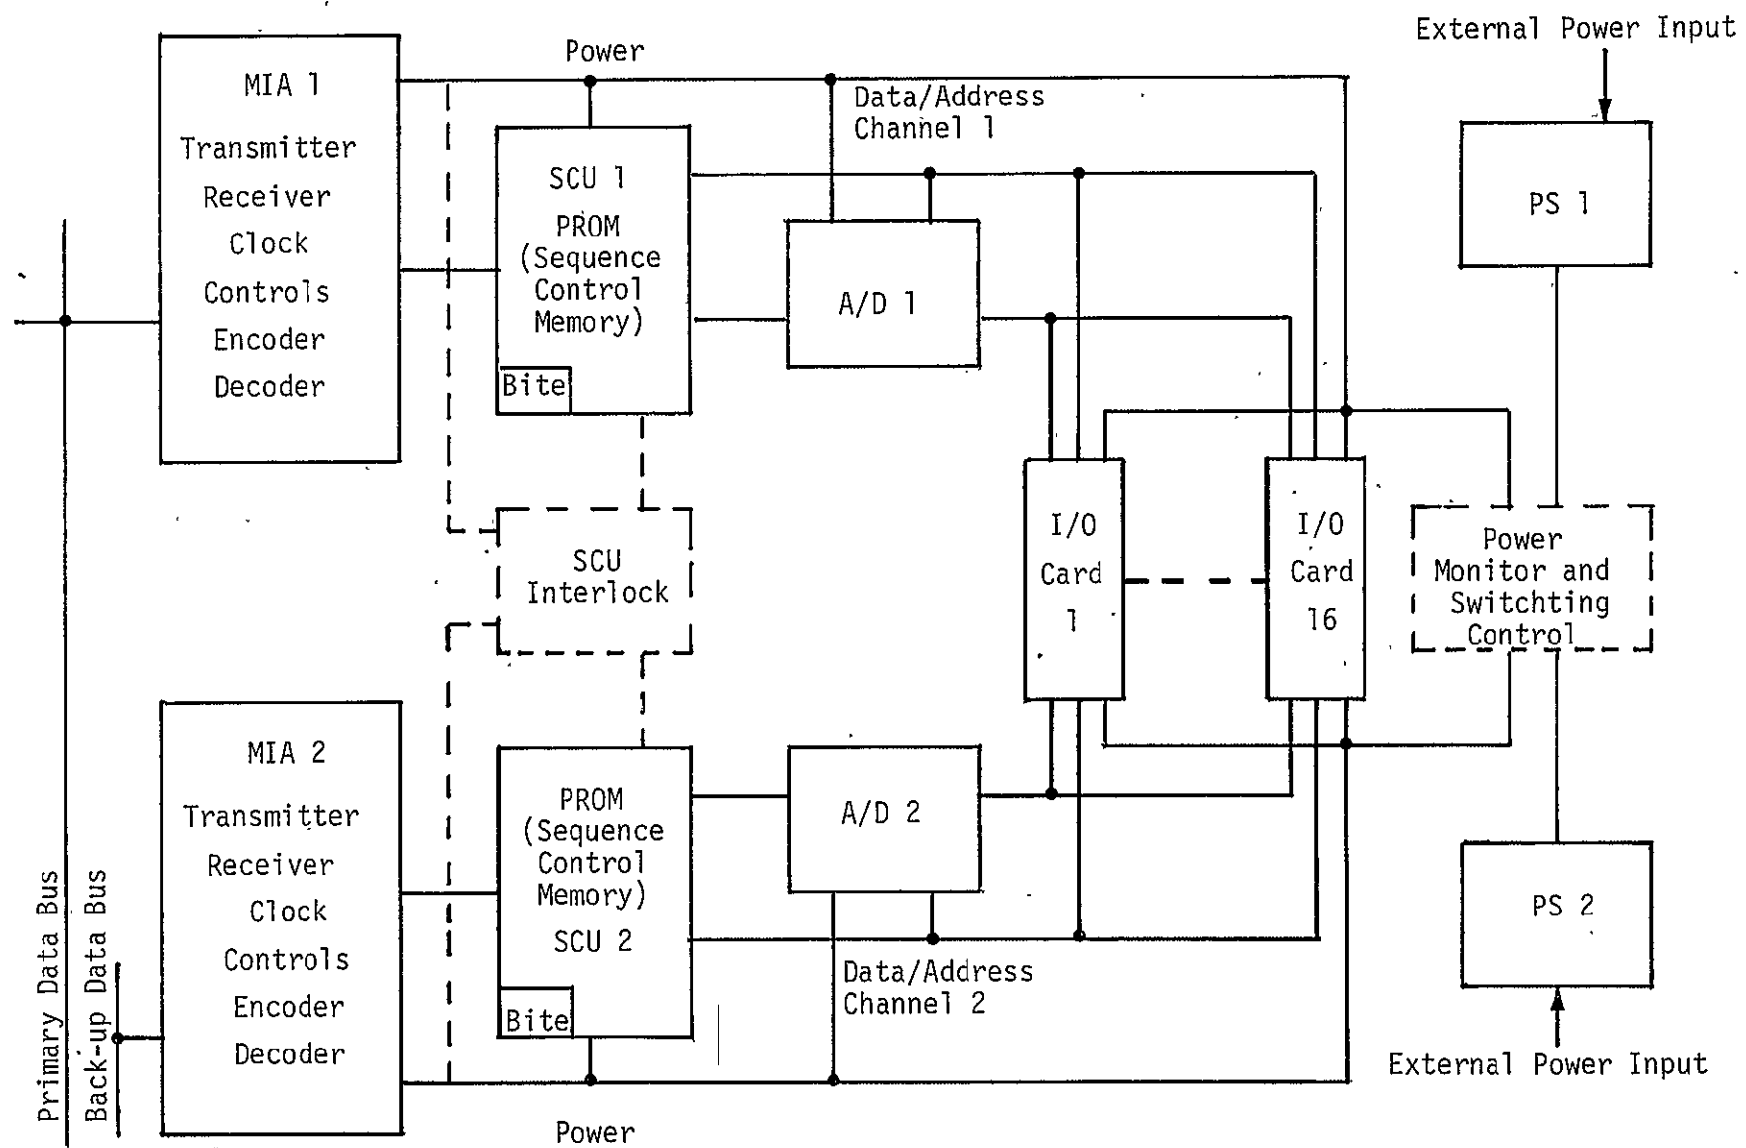 External Power Input
Power
MIA 1
Transmitter
Receiver
Clock
Controls
Encoder
Decoder
Data/Address
Channel 1
SCU 1
PROM
(Sequence
Control
Memory)
Bite
A/D 1
PS 1
SCU
Interlock
I/O
Card
1
I/O
Card
16
Power
Monitor and
Switchting
Control
MIA 2
Transmitter
Receiver
Clock
Controls
Encoder
Decoder
PROM
(Sequence
Control
Memory)
SCU 2
Bite
A/D 2
Data/Address
Channel 2
PS 2
External Power Input
Power
Primary Data Bus
Back-up Data Bus